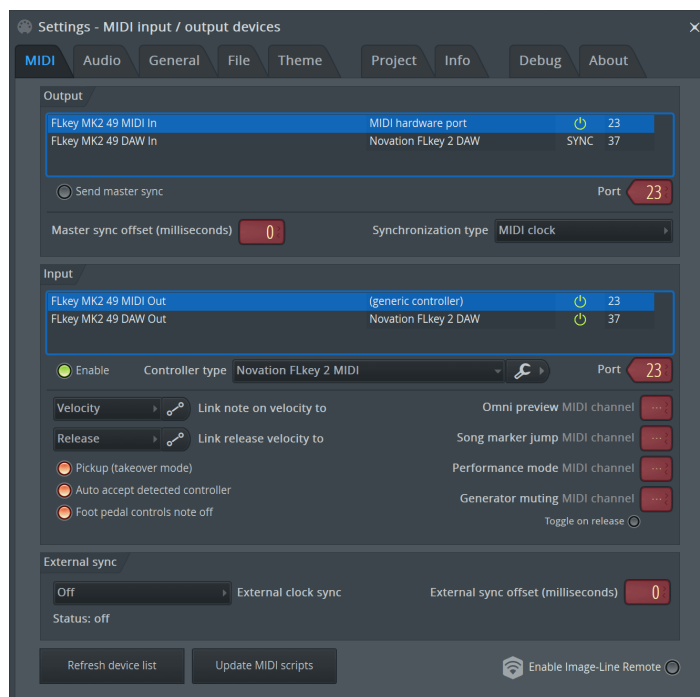 Settings - MIDI input / output devices
MIDI Audio General File Theme Project Info Debug About
Output
FLkey MK2 49 MIDI In MIDI hardware port 23
FLkey MK2 49 DAW In Novation FLkey 2 DAW SYNC 37
Send master sync Port 23
Master sync offset (milliseconds) 0 Synchronization type MIDI clock
Input
FLkey MK2 49 MIDI Out (generic controller) 23
FLkey MK2 49 DAW Out Novation FLkey 2 DAW 37
Enable Controller type Novation FLkey 2 MIDI Port 23
Velocity Link note on velocity to Omni preview MIDI channel ---
Release Link release velocity to Song marker jump MIDI channel ---
Pickup (takeover mode) Performance mode MIDI channel ---
Auto accept detected controller Generator muting MIDI channel ---
Foot pedal controls note off Toggle on release
External sync
Off External clock sync External sync offset (milliseconds) 0
Status: off
Refresh device list Update MIDI scripts Enable Image-Line Remote